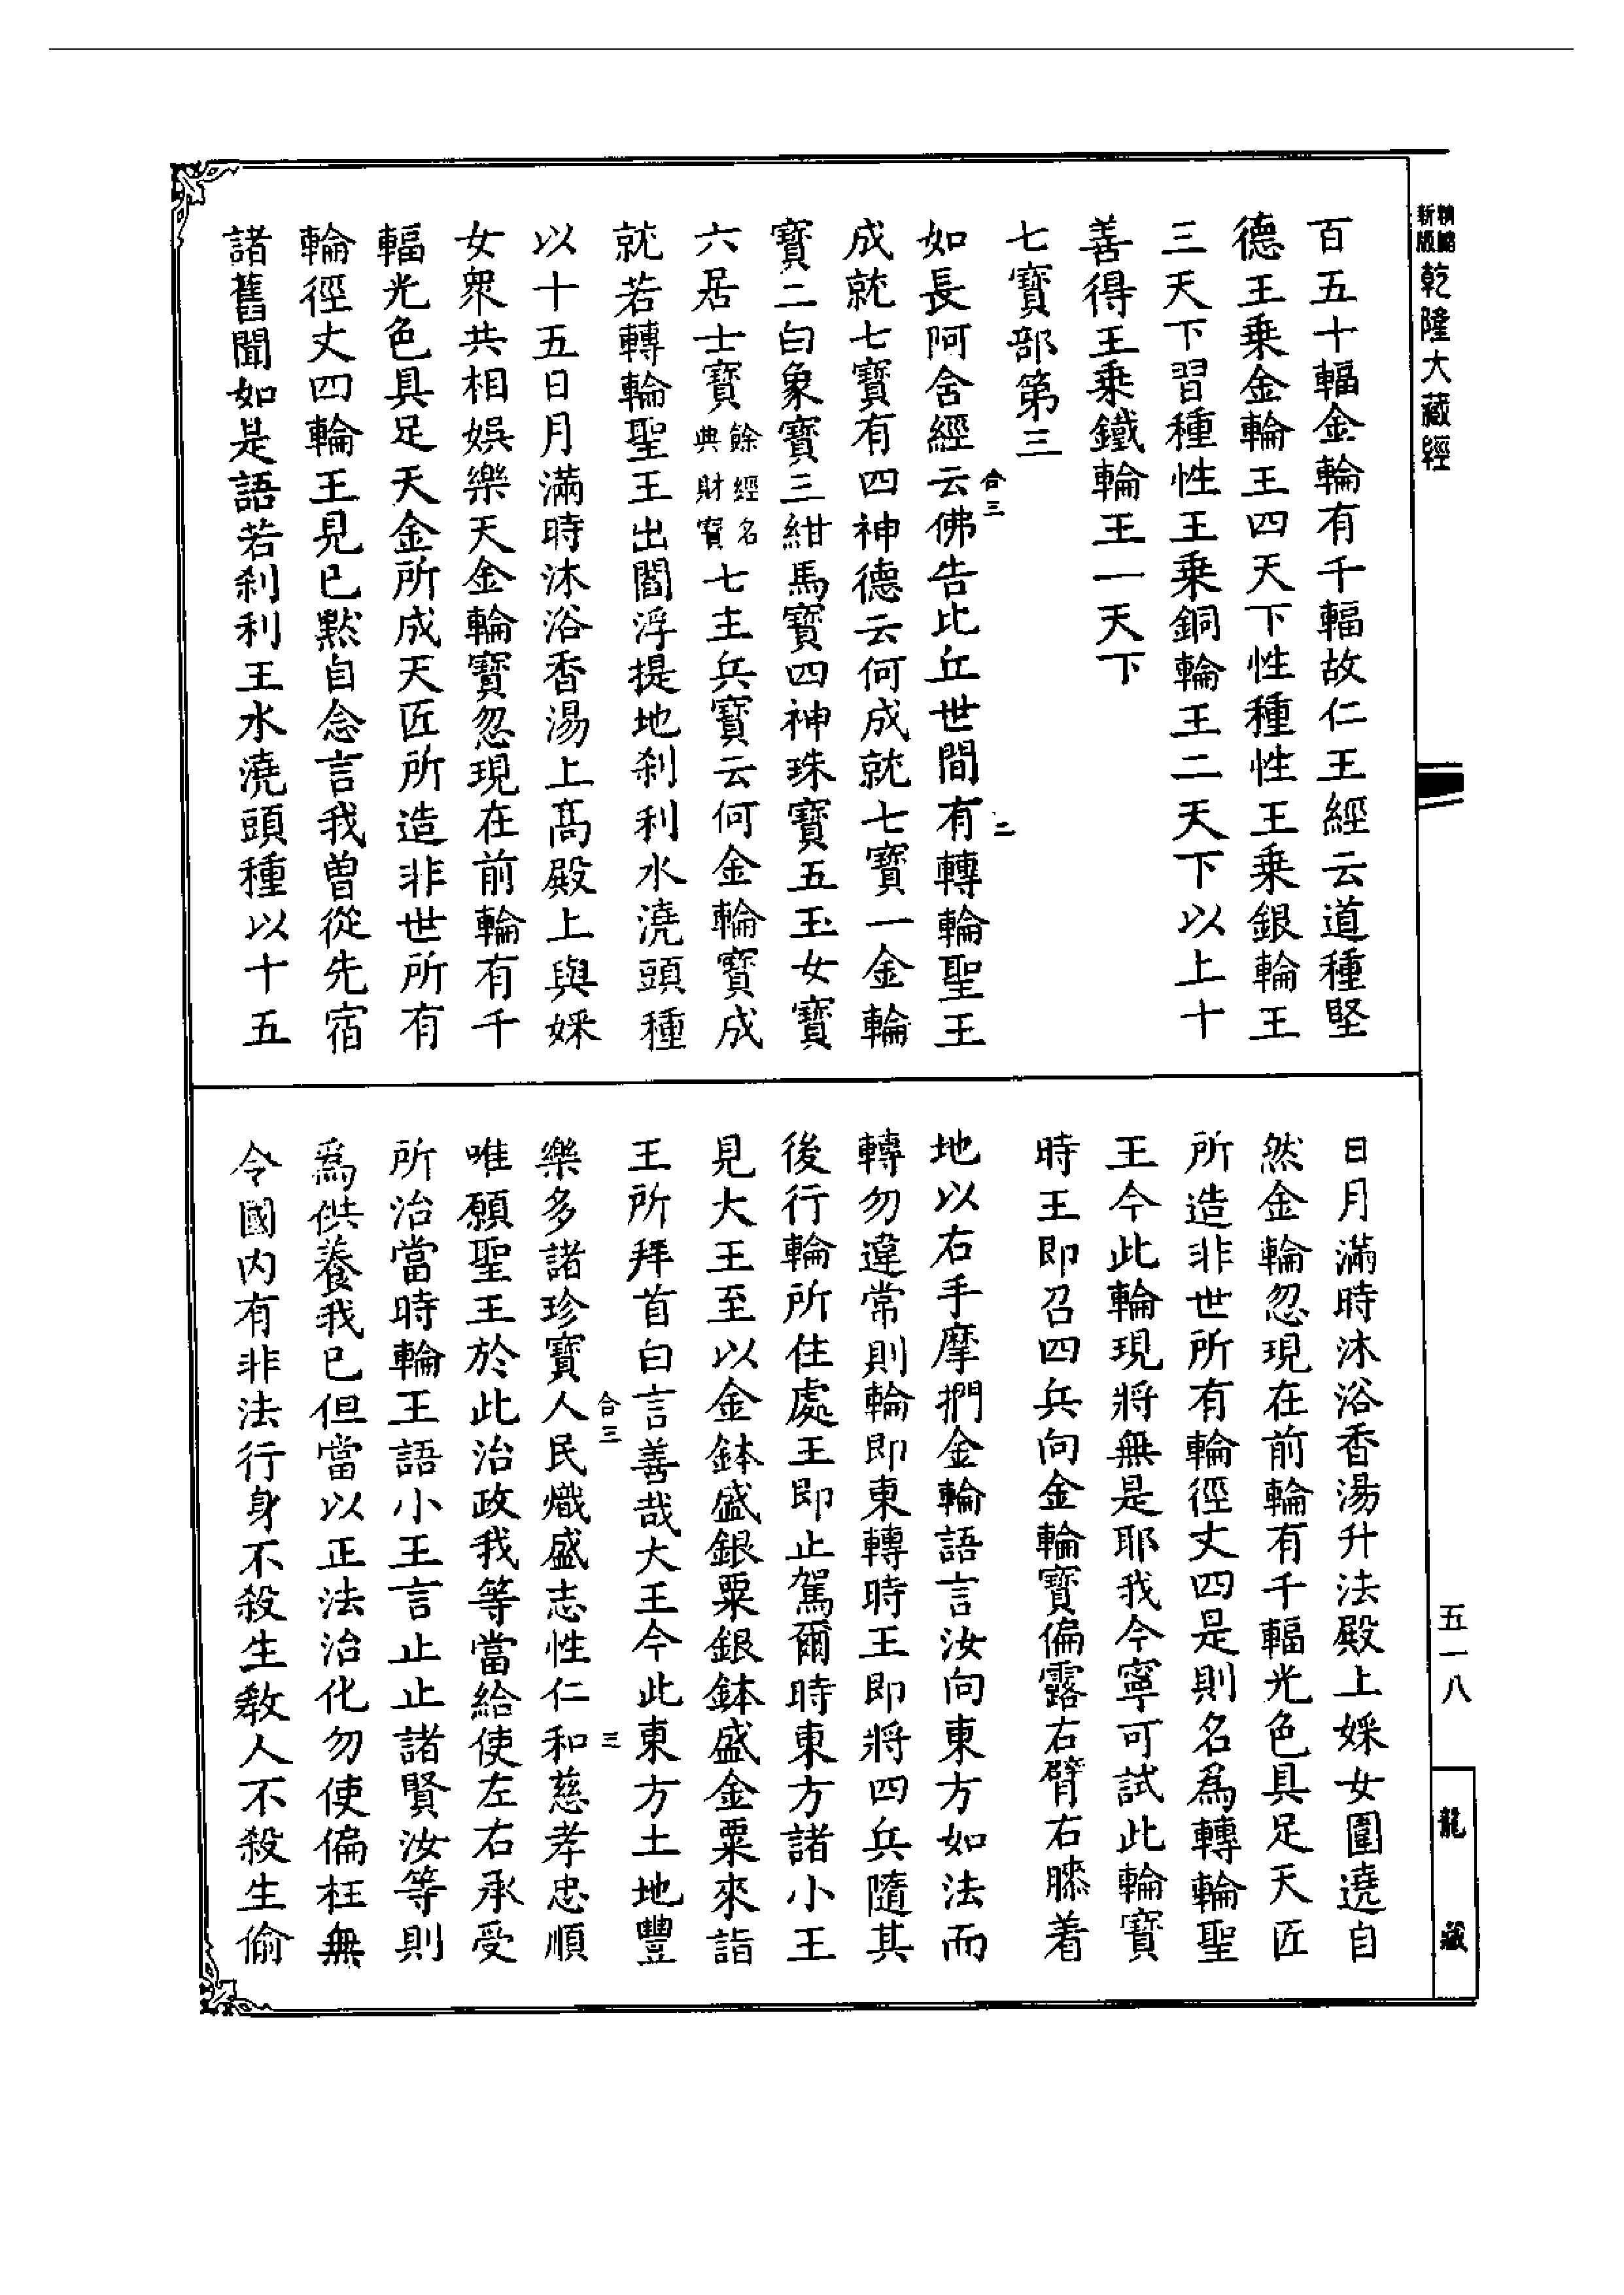 新版精縮乾隆大藏經
百五十輻金輪有千輻故仁王經云道種堅
德王乗金輪王四天下性種性王乗銀輪王
三天下習種性王乗銅輪王二天下以上十
善得王乗鐵輪王一天下
七寶部第三
如長阿含經云佛告比丘世間有轉輪聖王
合三
二
成就七寶有四神德云何成就七寶一金輪
寶二白象寶三紺馬寶四神珠寶五玉女寶
六居士寶餘經名典財寳七主兵寶云何金輪寶成
就若轉輪聖王出閻浮提地刹利水澆頭種
以十五日月滿時沐浴香湯上髙殿上與婇
女衆共相娯樂天金輪寶忽現在前輪有千
輻光色具足天金所成天匠所造非世所有
輪徑丈四輪王見已黙自念言我曽從先宿
諸舊聞如是語若刹利王水澆頭種以十五
日月滿時沐浴香湯升法殿上婇女圍遶自
然金輪忽現在前輪有千輻光色具足天匠
所造非世所有輪徑丈四是則名爲轉輪聖
王今此輪現將無是耶我今寧可試此輪寶
時王即召四兵向金輪寶偏露右臂右膝着
地以右手摩捫金輪語言汝向東方如法而
轉勿違常則輪即東轉時王即將四兵隨其
後行輪所住處王即止駕爾時東方諸小王
見大王至以金鉢盛銀粟銀鉢盛金粟來詣
王所拜首白言善哉大王今此東方土地豐
合三
三
樂多諸珍寶人民熾盛志性仁和慈孝忠順
唯願聖王於此治政我等當給使左右承受
所治當時輪王語小王言止止諸賢汝等則
爲供養我已但當以正法治化勿使偏枉無
令國内有非法行身不殺生教人不殺生偷
五一八
龍藏